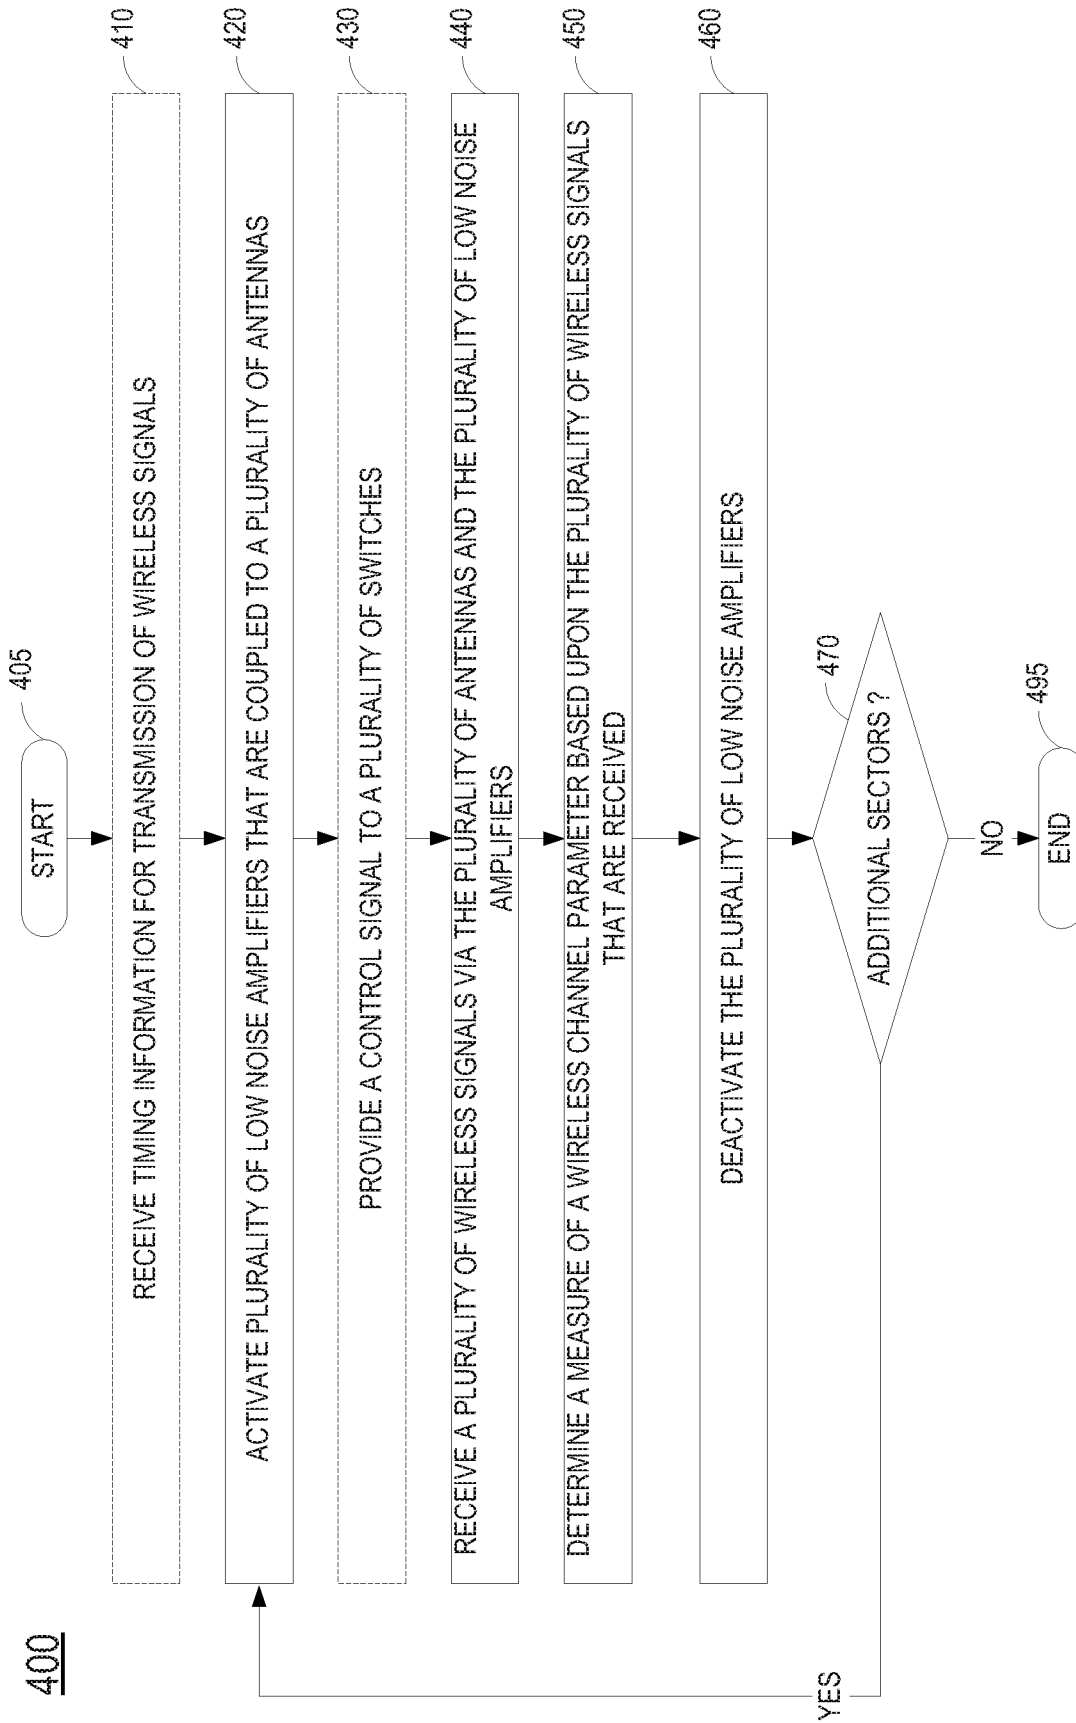 400
START
405
RECEIVE TIMING INFORMATION FOR TRANSMISSION OF WIRELESS SIGNALS
410
ACTIVATE PLURALITY OF LOW NOISE AMPLIFIERS THAT ARE COUPLED TO A PLURALITY OF ANTENNAS
420
PROVIDE A CONTROL SIGNAL TO A PLURALITY OF SWITCHES
430
RECEIVE A PLURALITY OF WIRELESS SIGNALS VIA THE PLURALITY OF ANTENNAS AND THE PLURALITY OF LOW NOISE
AMPLIFIERS
440
DETERMINE A MEASURE OF A WIRELESS CHANNEL PARAMETER BASED UPON THE PLURALITY OF WIRELESS SIGNALS
THAT ARE RECEIVED
450
DEACTIVATE THE PLURALITY OF LOW NOISE AMPLIFIERS
460
ADDITIONAL SECTORS ?
470
YES
NO
END
495